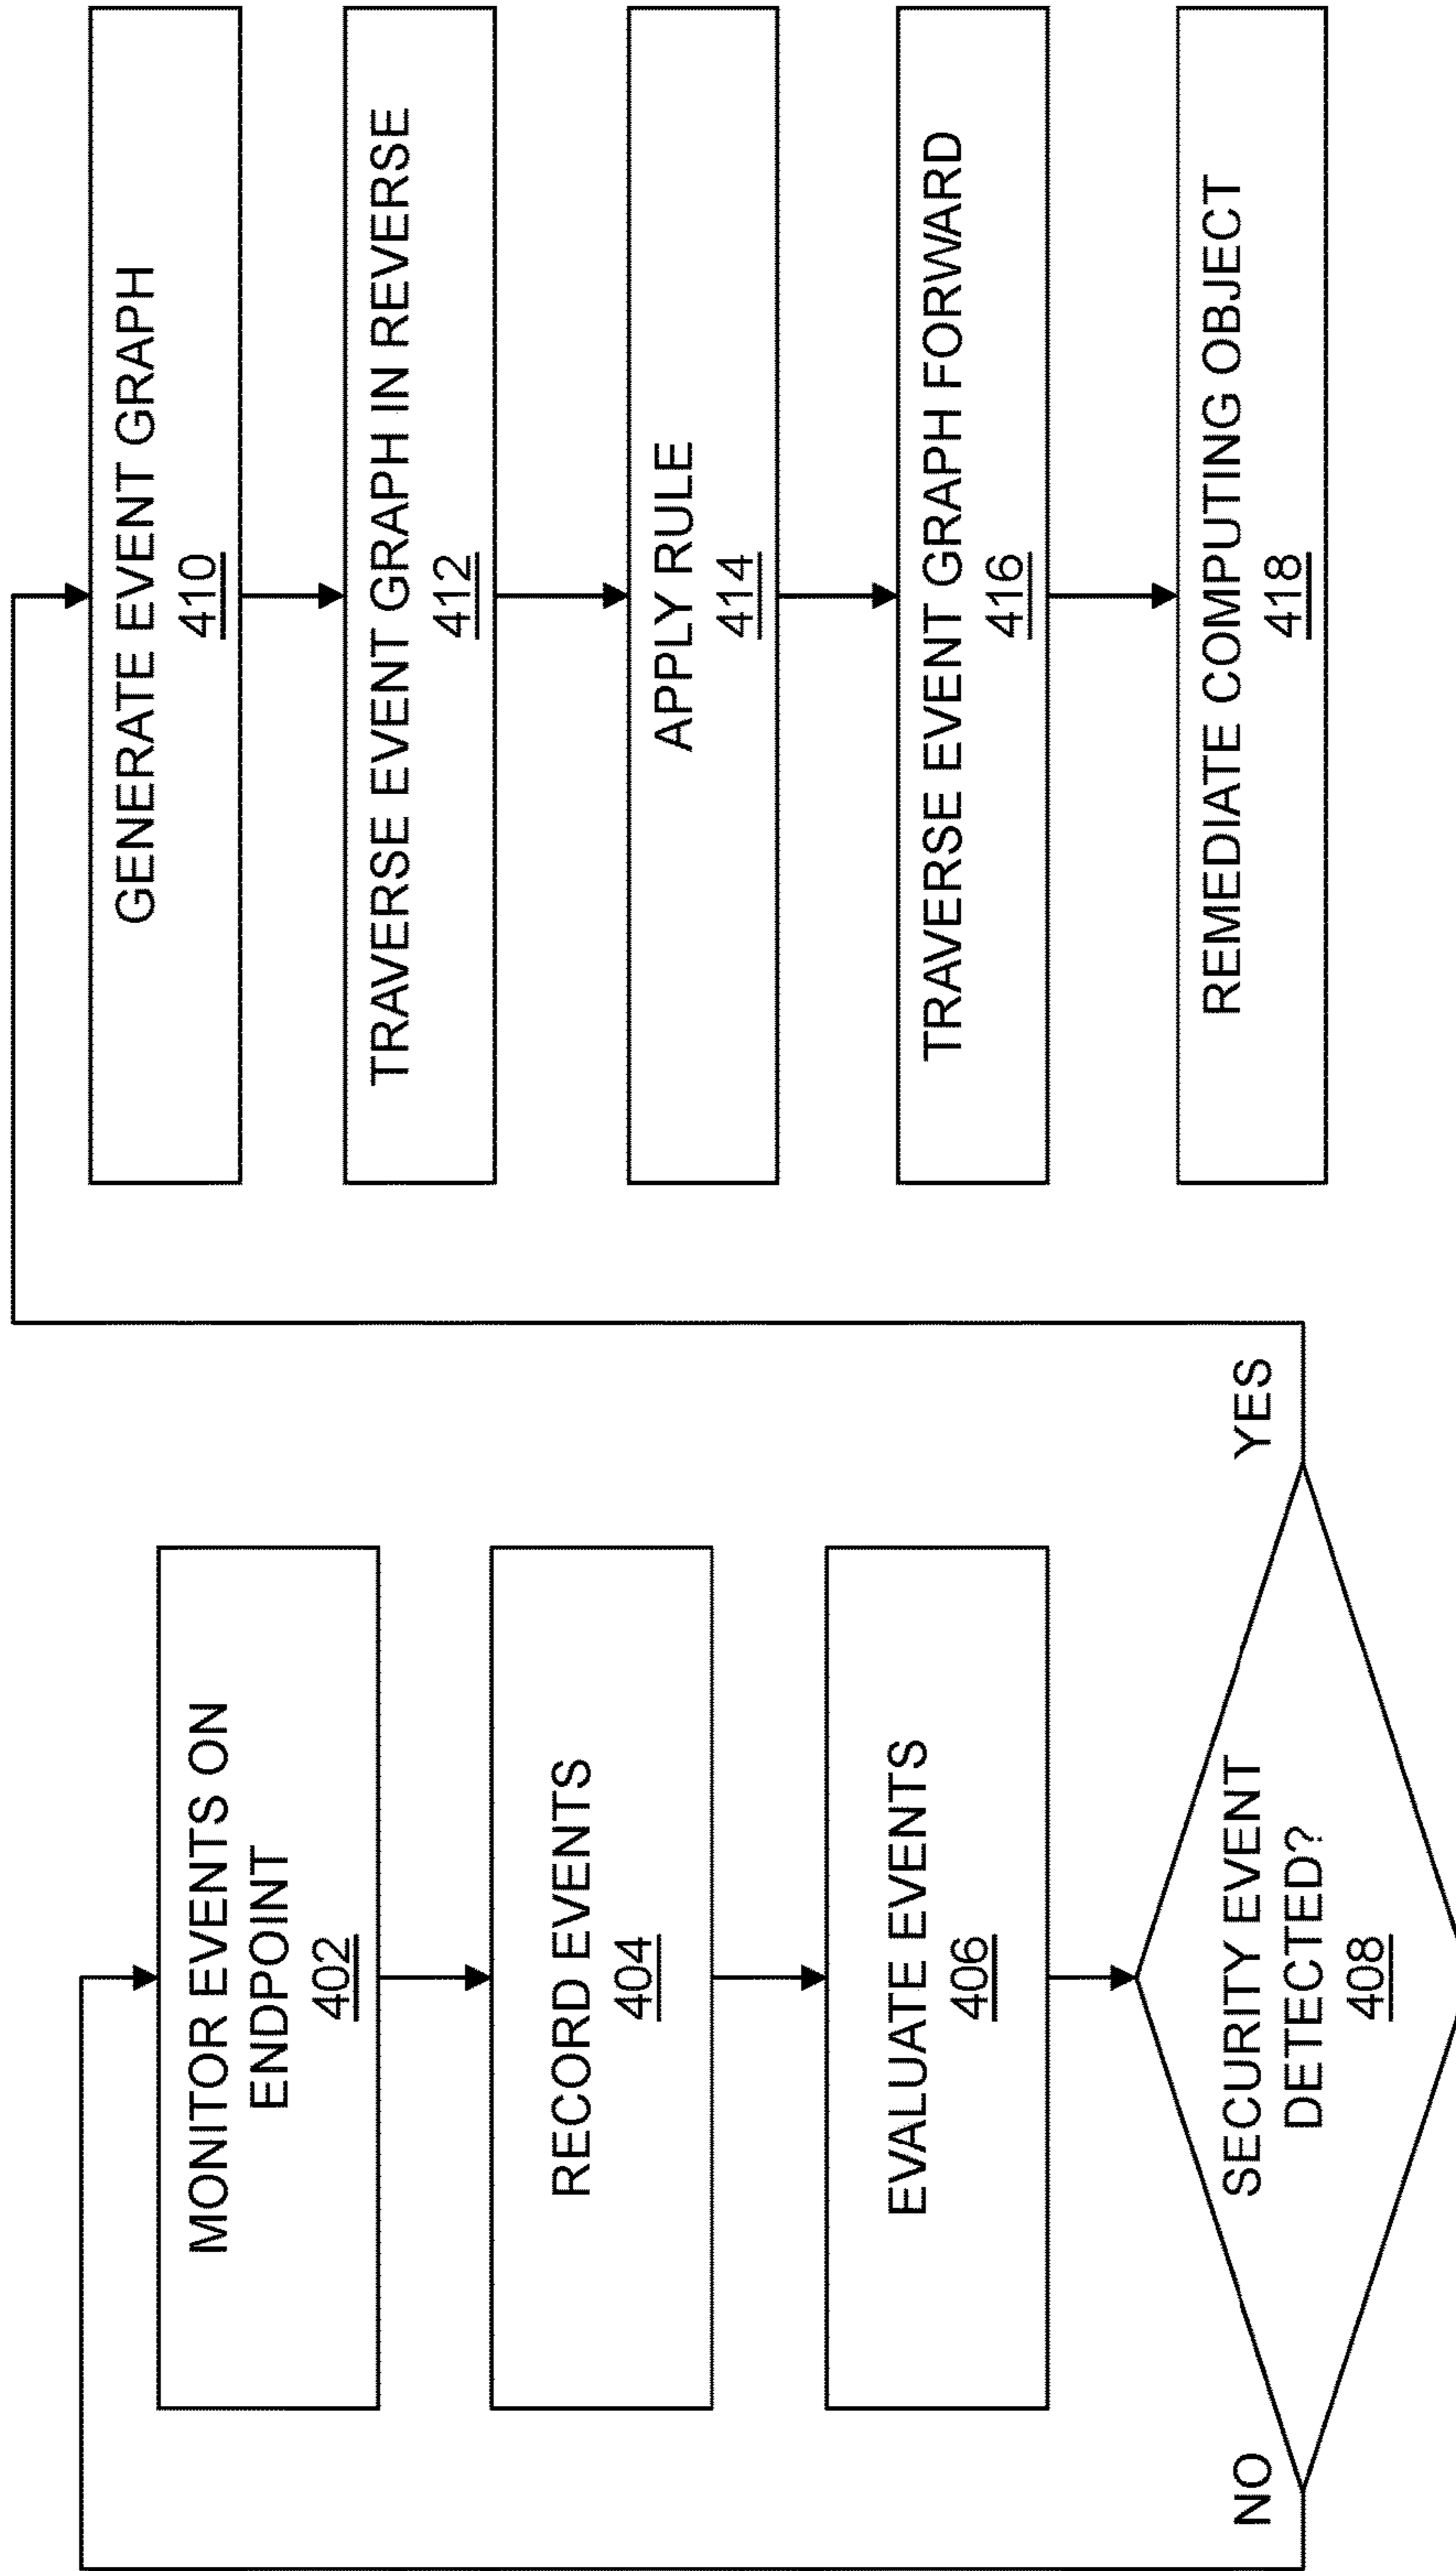 MONITOR EVENTS ON
ENDPOINT
402
RECORD EVENTS
404
EVALUATE EVENTS
406
SECURITY EVENT
DETECTED?
408
NO
YES
GENERATE EVENT GRAPH
410
TRAVERSE EVENT GRAPH IN REVERSE
412
APPLY RULE
414
TRAVERSE EVENT GRAPH FORWARD
416
REMEDIATE COMPUTING OBJECT
418